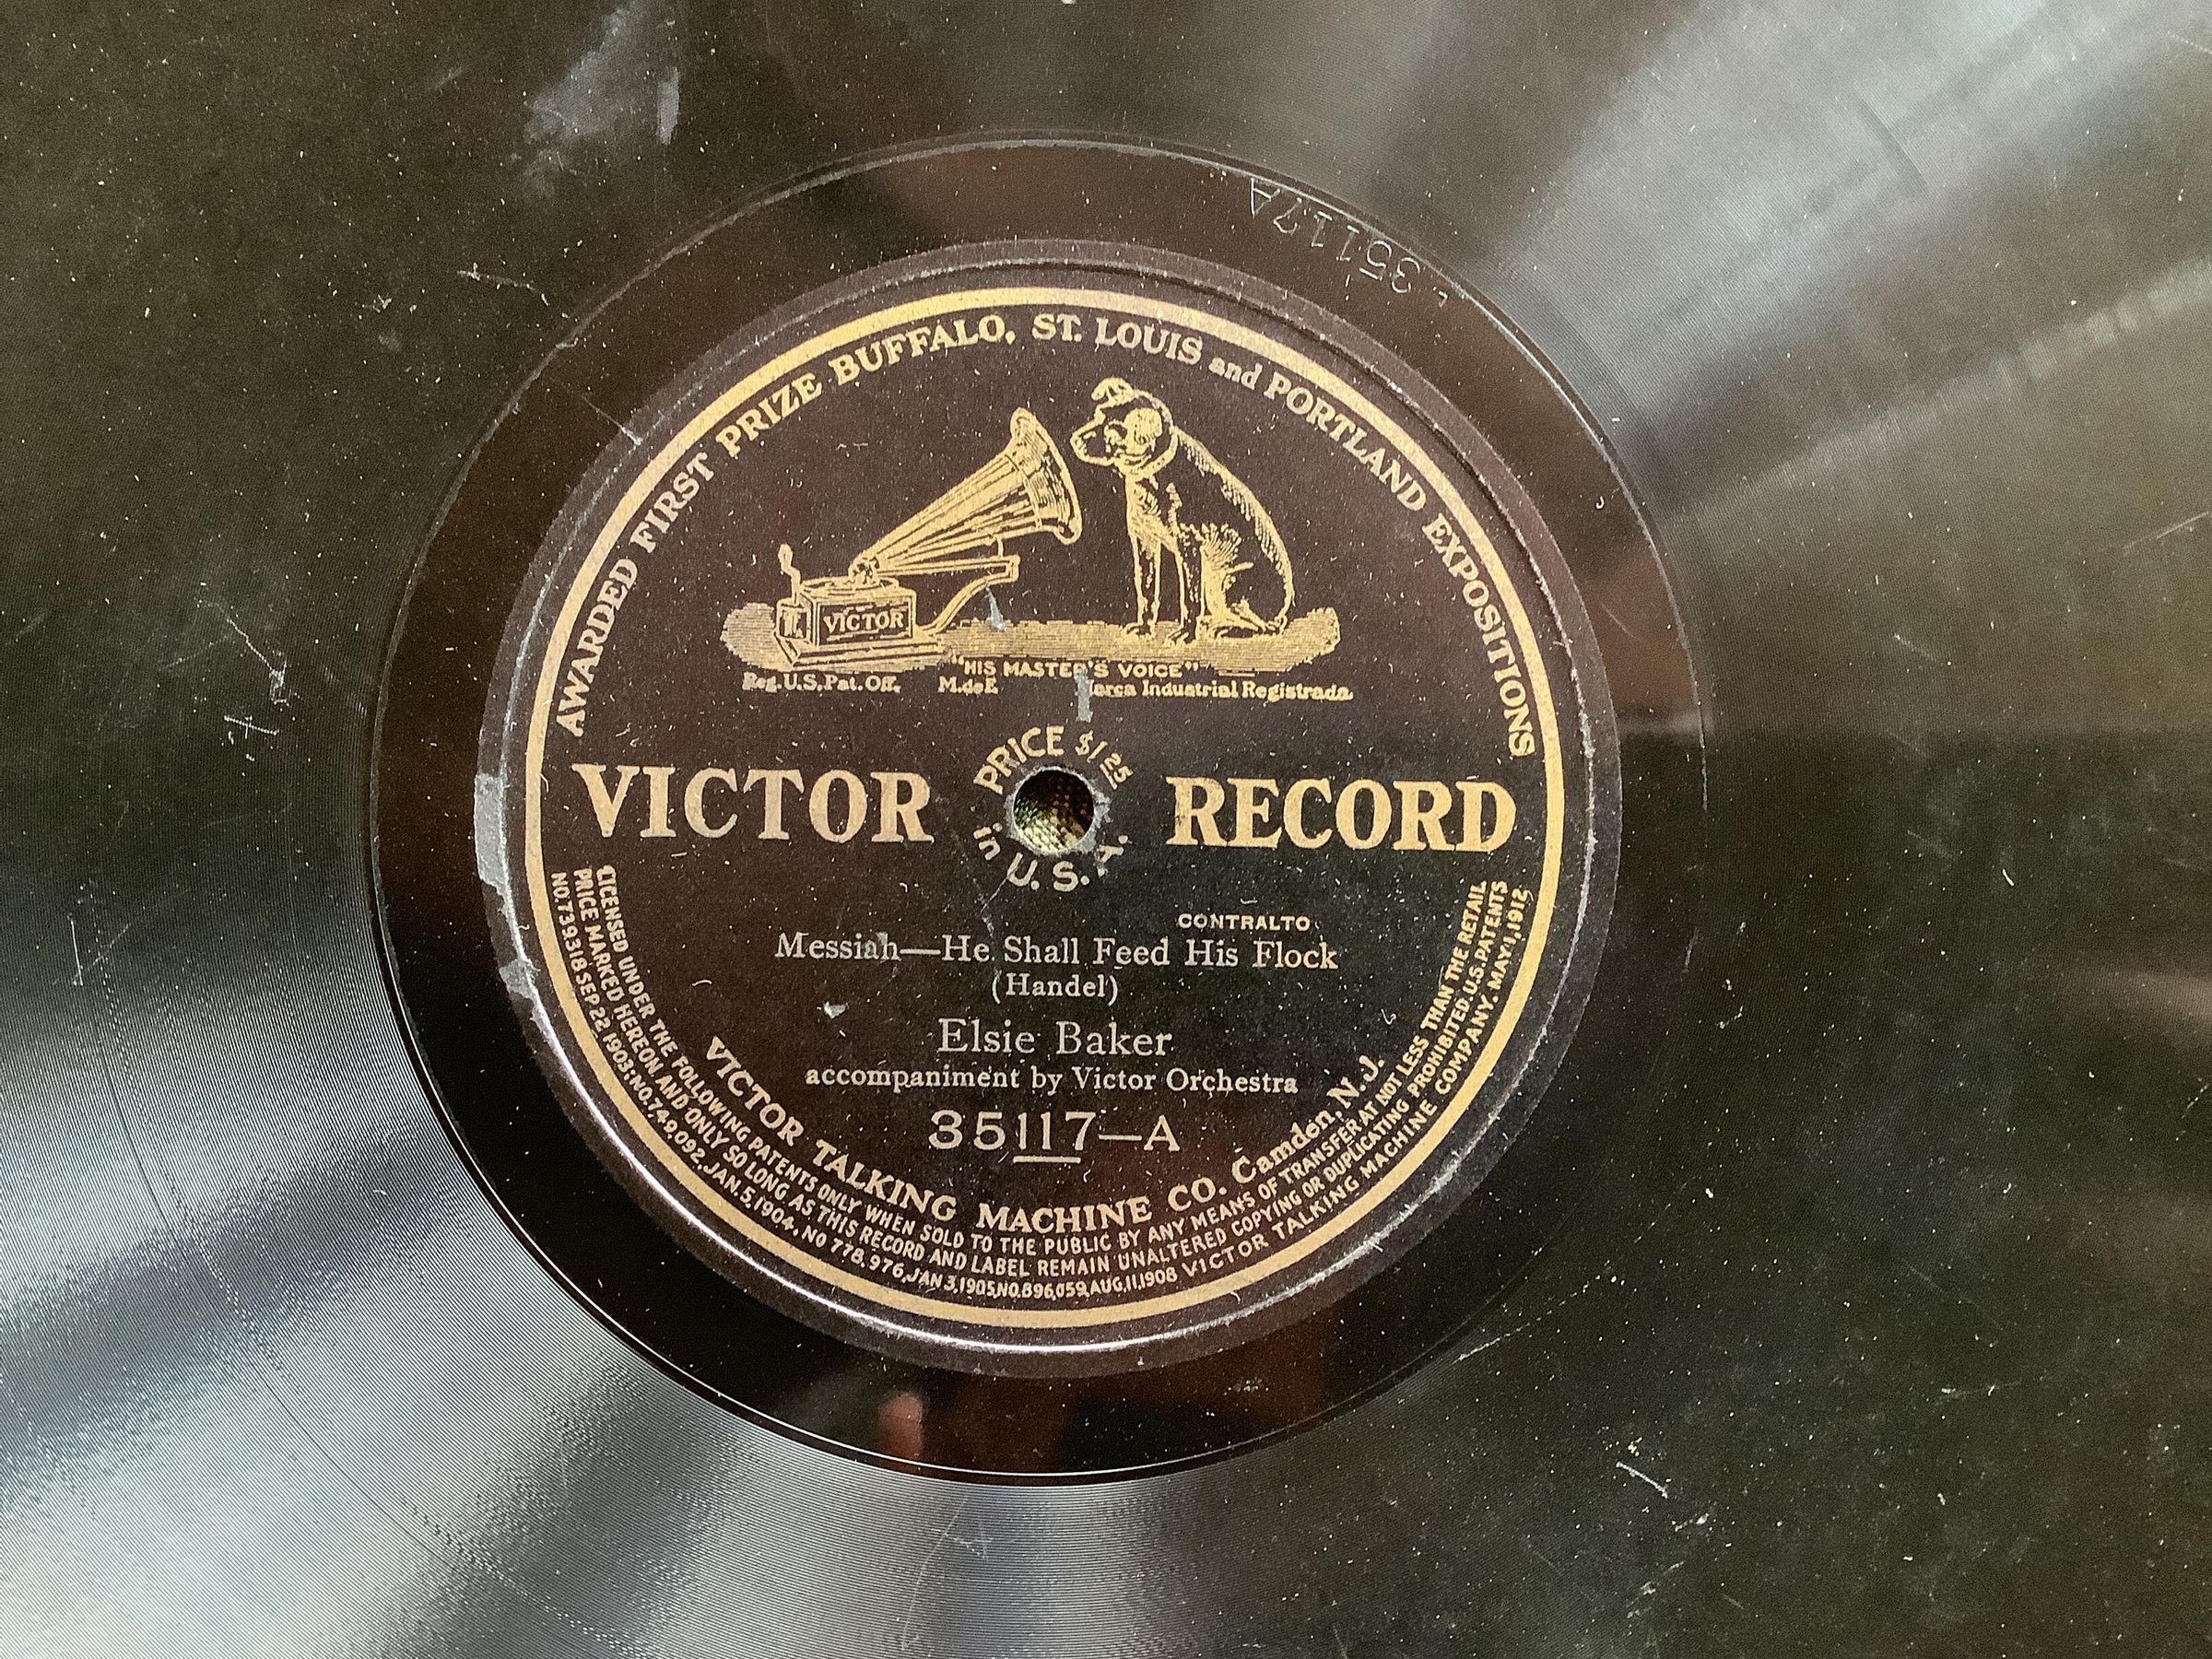 35117A
AWARDED FIRST PRIZE BUFFALO, ST. LOUIS and PORTLAND EXPOSITIONS
VICTOR
"HIS MASTER'S VOICE"
Reg. U.S. Pat. Off. M. de F. Marca Industrial Registrada
PRICE $1 25
in U. S. A.
VICTOR RECORD
CONTRALTO
Messiah—He Shall Feed His Flock
(Handel)
Elsie Baker
accompaniment by Victor Orchestra
35117—A
VICTOR TALKING MACHINE CO. Camden, N.J.
LICENSED UNDER THE FOLLOWING PATENTS ONLY WHEN SOLD TO THE PUBLIC BY ANY MEANS OF TRANSFER AT NOT LESS THAN THE RETAIL
PRICE MARKED HEREON AND ONLY SO LONG AS THIS RECORD AND LABEL REMAIN UNALTERED COPYING OR DUPLICATING PROHIBITED. U.S. PATENTS
NO. 739318 SEP 22, 1903; NO. 749,092, JAN. 5, 1904, NO 778.976, JAN 3, 1905, NO. 896,059, AUG. 11, 1908 VICTOR TALKING MACHINE COMPANY. MAY 1, 1912